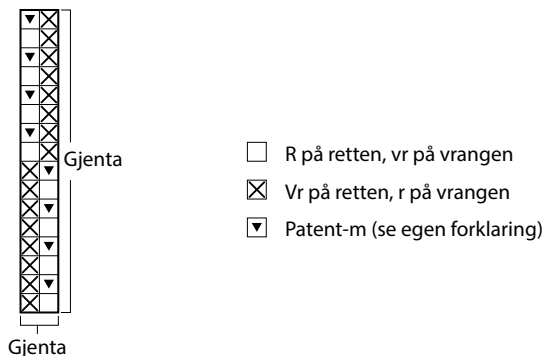 Gjenta
R på retten, vr på vrangen
Vr på retten, r på vrangen
Patent-m (se egen forklaring)
Gjenta